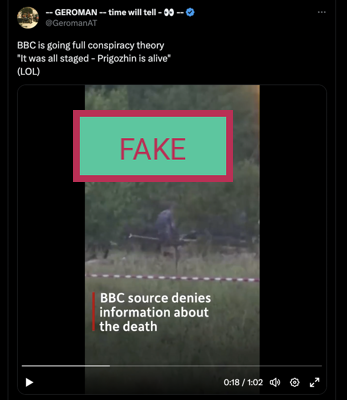 -- GEROMAN -- time will tell - 👀 --
@GeromanAT
BBC is going full conspiracy theory
"It was all staged - Prigozhin is alive"
(LOL)
FAKE
BBC source denies
information about
the death
0:18 / 1:02